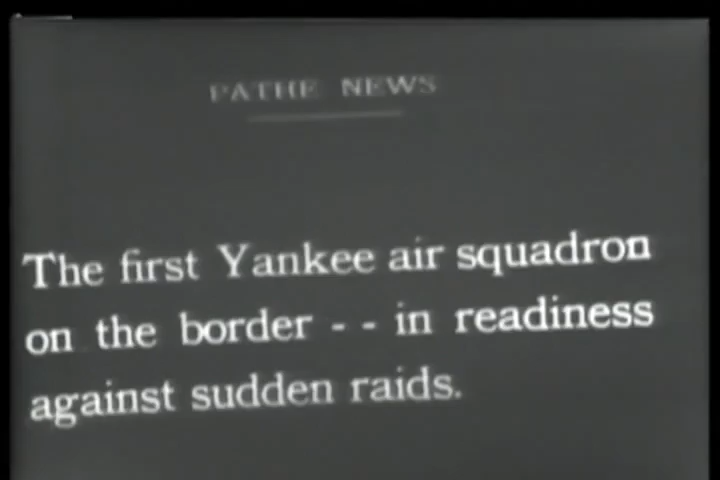 PATHE NEWS
The first Yankee air squadron
on the border -- in readiness
against sudden raids.